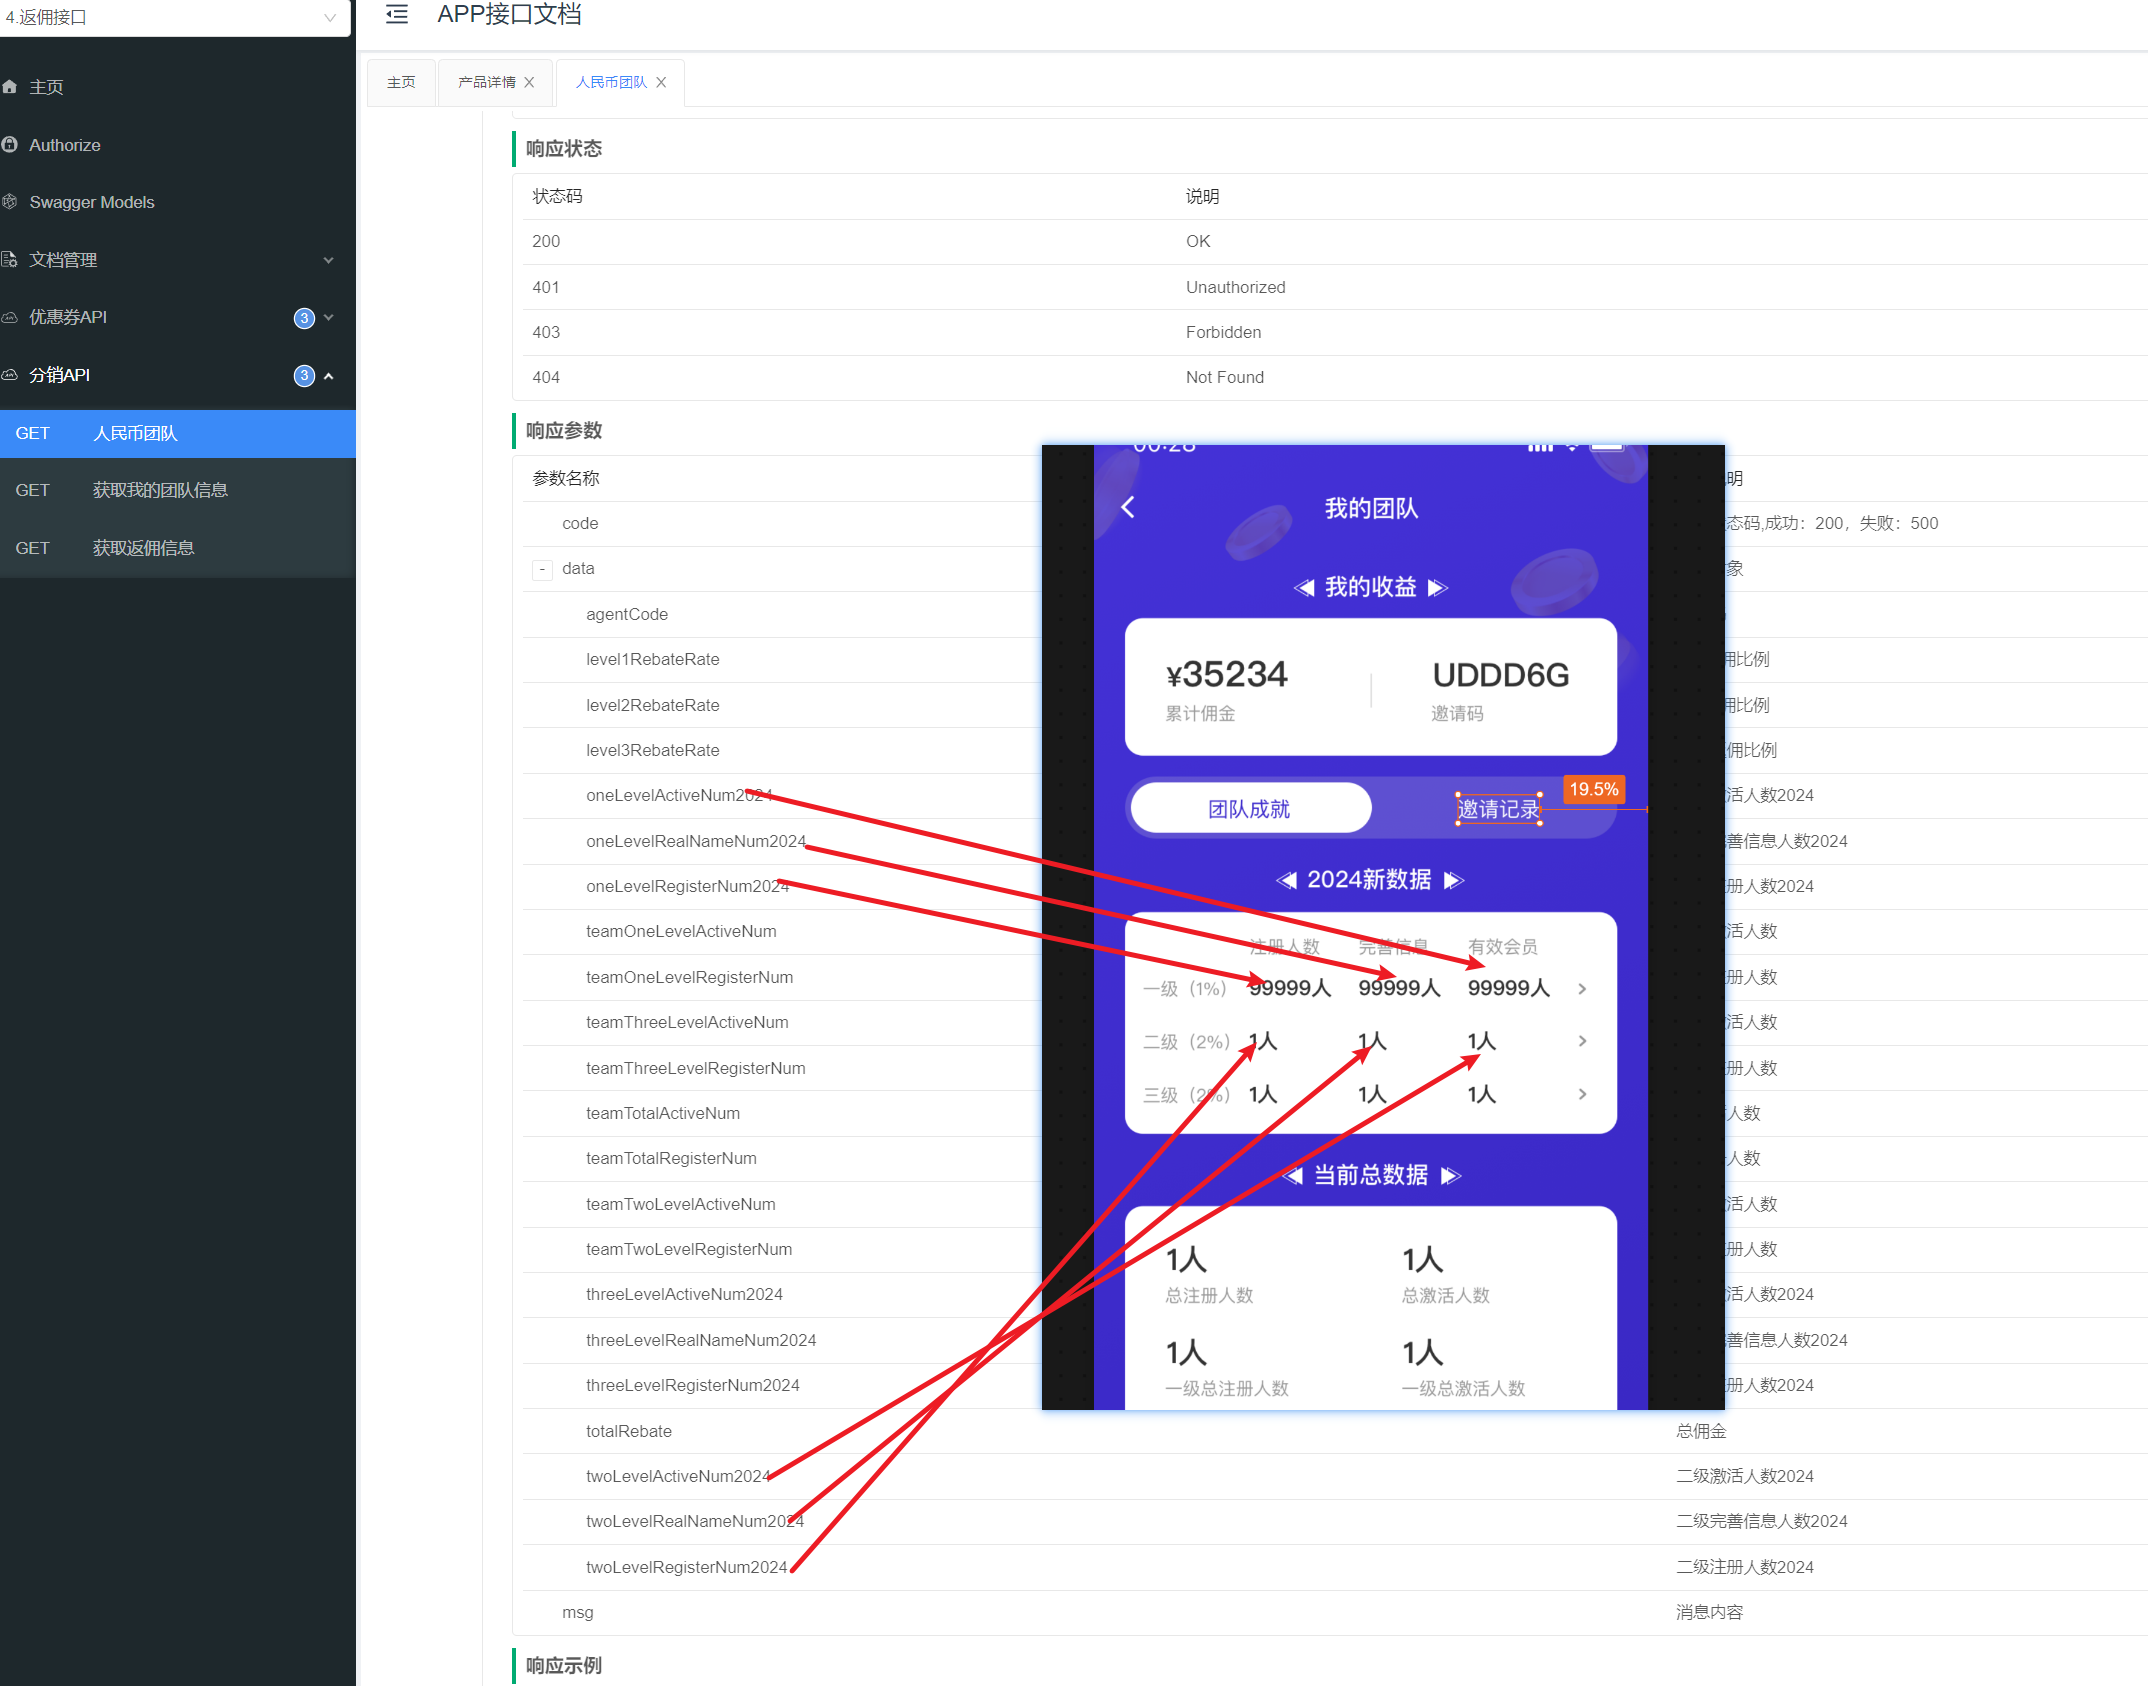 4.返佣接口
APP接口文档
主页
Authorize
Swagger Models
文档管理
优惠券API 3
分销API 3
GET 人民币团队
GET 获取我的团队信息
GET 获取返佣信息
主页 产品详情 人民币团队
响应状态
状态码 说明
200 OK
401 Unauthorized
403 Forbidden
404 Not Found
响应参数
参数名称 明
code 态码,成功：200，失败：500
- data 象
agentCode
level1RebateRate 佣比例
level2RebateRate 佣比例
level3RebateRate 佣比例
oneLevelActiveNum2024 活人数2024
oneLevelRealNameNum2024 善信息人数2024
oneLevelRegisterNum2024 册人数2024
teamOneLevelActiveNum 活人数
teamOneLevelRegisterNum 册人数
teamThreeLevelActiveNum 活人数
teamThreeLevelRegisterNum 册人数
teamTotalActiveNum 人数
teamTotalRegisterNum 人数
teamTwoLevelActiveNum 活人数
teamTwoLevelRegisterNum 册人数
threeLevelActiveNum2024 活人数2024
threeLevelRealNameNum2024 善信息人数2024
threeLevelRegisterNum2024 册人数2024
totalRebate 总佣金
twoLevelActiveNum2024 二级激活人数2024
twoLevelRealNameNum2024 二级完善信息人数2024
twoLevelRegisterNum2024 二级注册人数2024
msg 消息内容
响应示例
00:28
我的团队
我的收益
¥35234 UDDD6G
累计佣金 邀请码
19.5%
团队成就 邀请记录
2024新数据
注册人数 完善信息 有效会员
一级（1%） 99999人 99999人 99999人
二级（2%） 1人 1人 1人
三级（2%） 1人 1人 1人
当前总数据
1人 1人
总注册人数 总激活人数
1人 1人
一级总注册人数 一级总激活人数